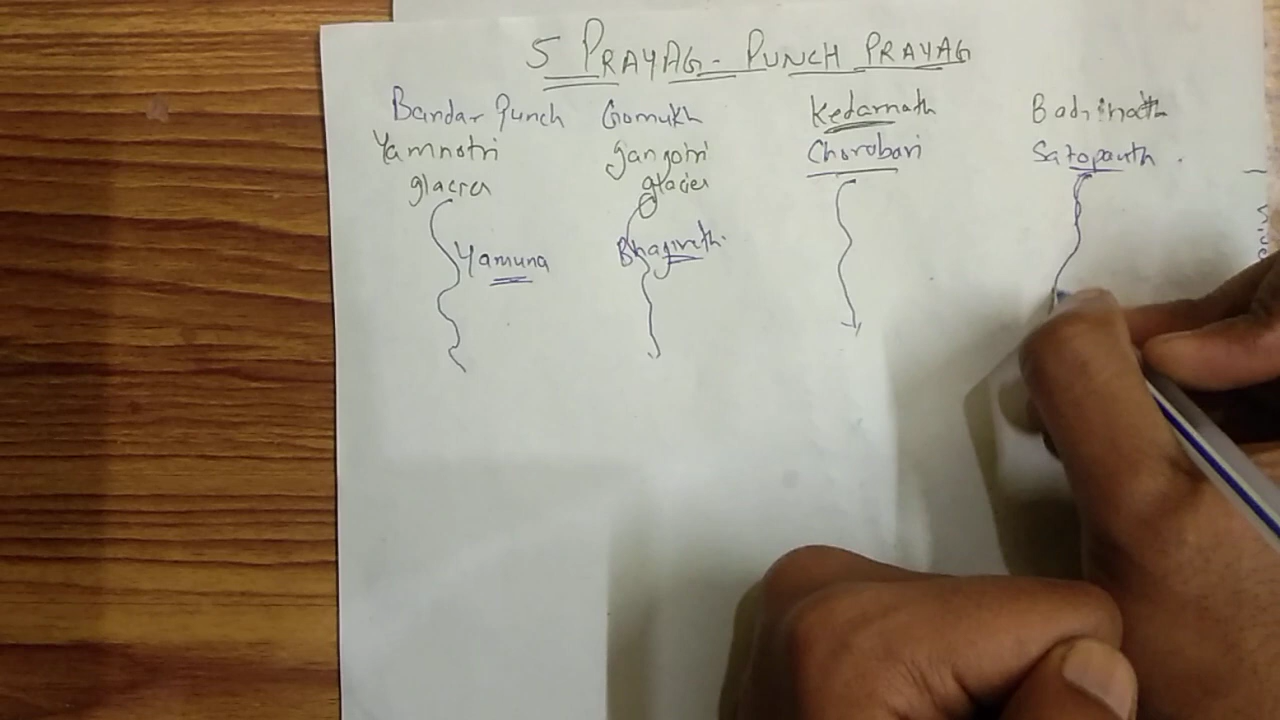 5 PRAYAG - PUNCH PRAYAG
Bandar Punch
Yamnotri
glacier
Yamuna
Gomukh
gangotri
glacier
Bhagirathi
Kedarnath
Chorabari
Badrinath
Satopanth